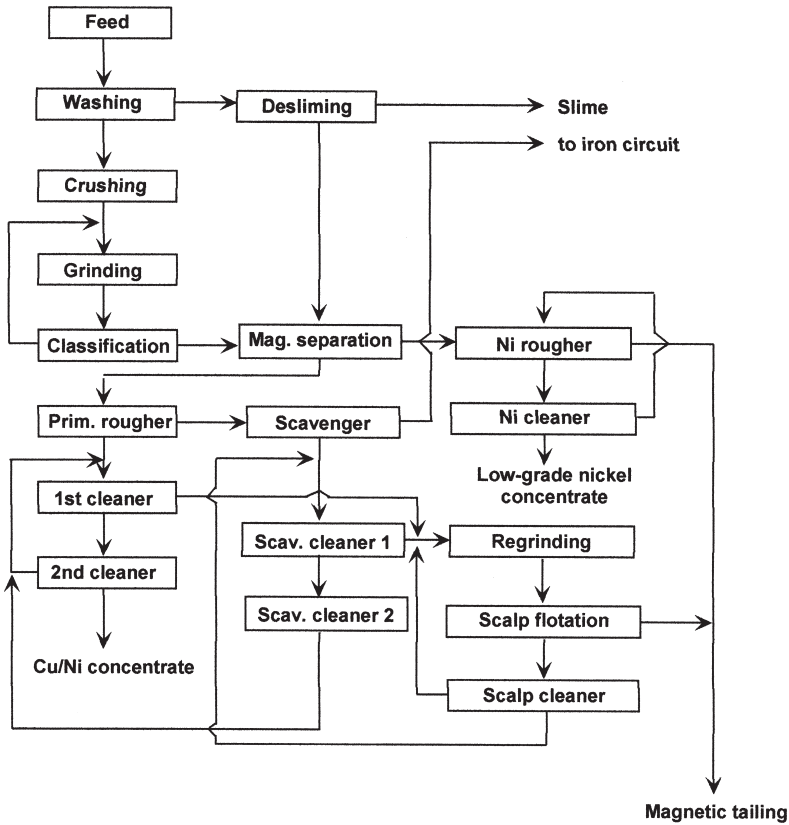 Feed
Washing
Desliming
Slime
to iron circuit
Crushing
Grinding
Classification
Mag. separation
Ni rougher
Prim. rougher
Scavenger
Ni cleaner
Low-grade nickel
concentrate
1st cleaner
Scav. cleaner 1
Regrinding
2nd cleaner
Scav. cleaner 2
Scalp flotation
Cu/Ni concentrate
Scalp cleaner
Magnetic tailing